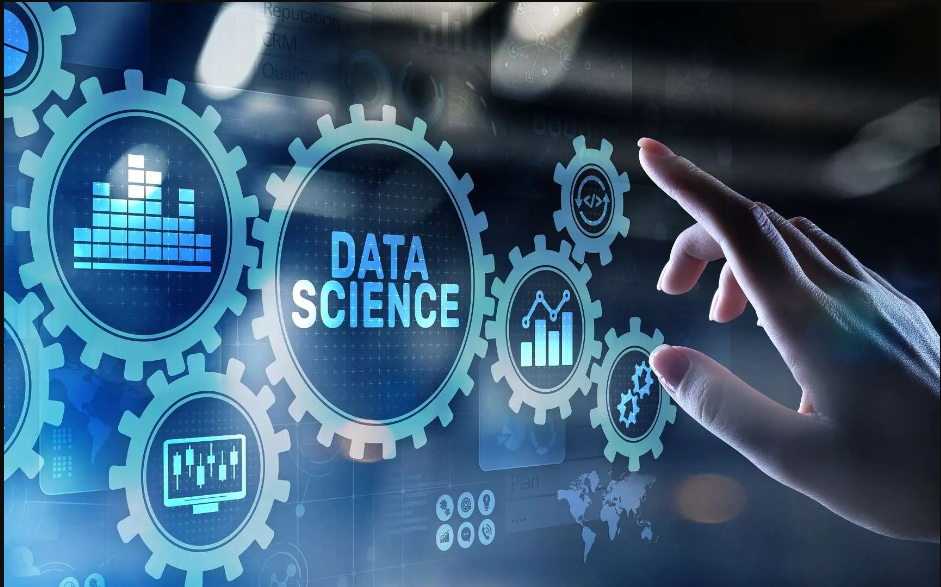 Reputation
CRM
Quality
DATA
SCIENCE
</>
Plan